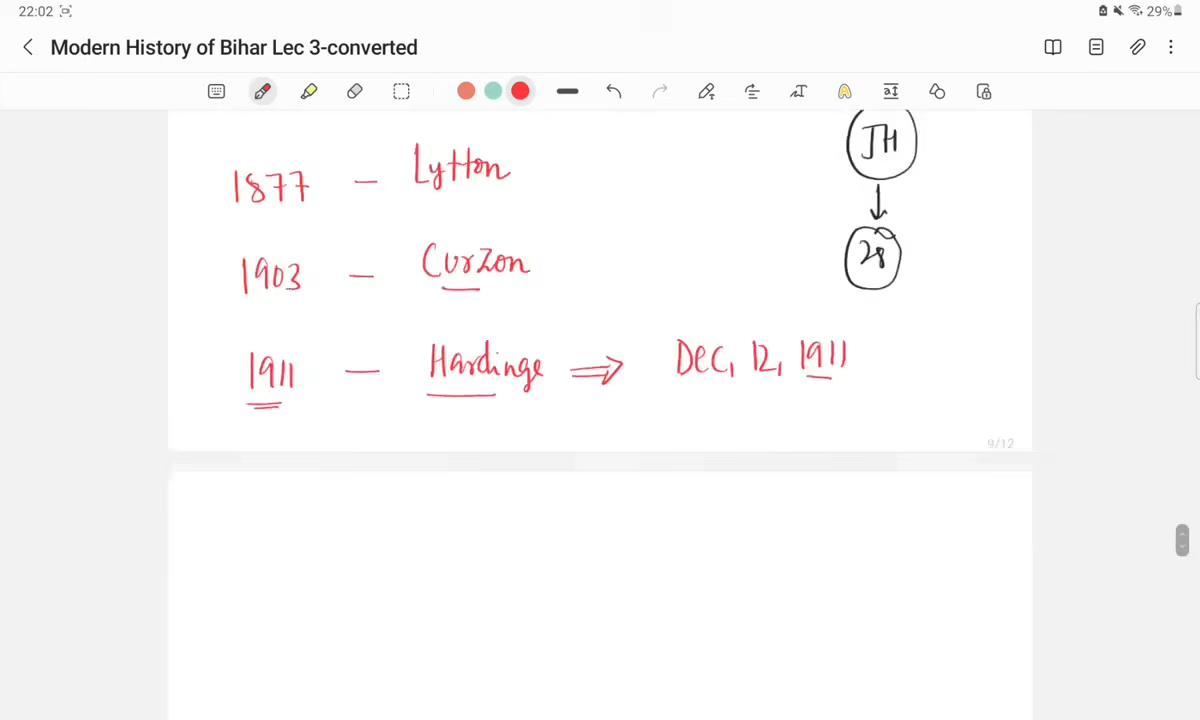 22:02 29%
Modern History of Bihar Lec 3-converted
JH
1877 — Lytton
28
1903 — Curzon
1911 — Hardinge ⇒ Dec, 12, 1911
9/12